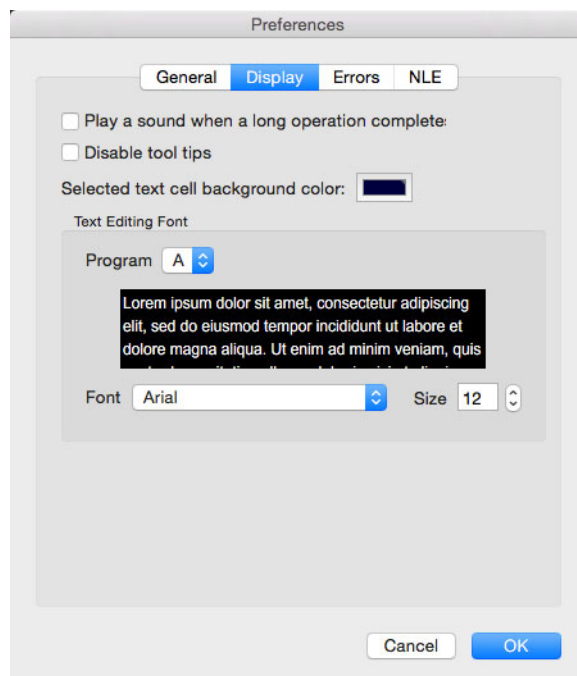 Preferences
General Display Errors NLE
Play a sound when a long operation complete
Disable tool tips
Selected text cell background color:
Text Editing Font
Program A
Lorem ipsum dolor sit amet, consectetur adipiscing
elit, sed do eiusmod tempor incididunt ut labore et
dolore magna aliqua. Ut enim ad minim veniam, quis
Font Arial Size 12
Cancel OK